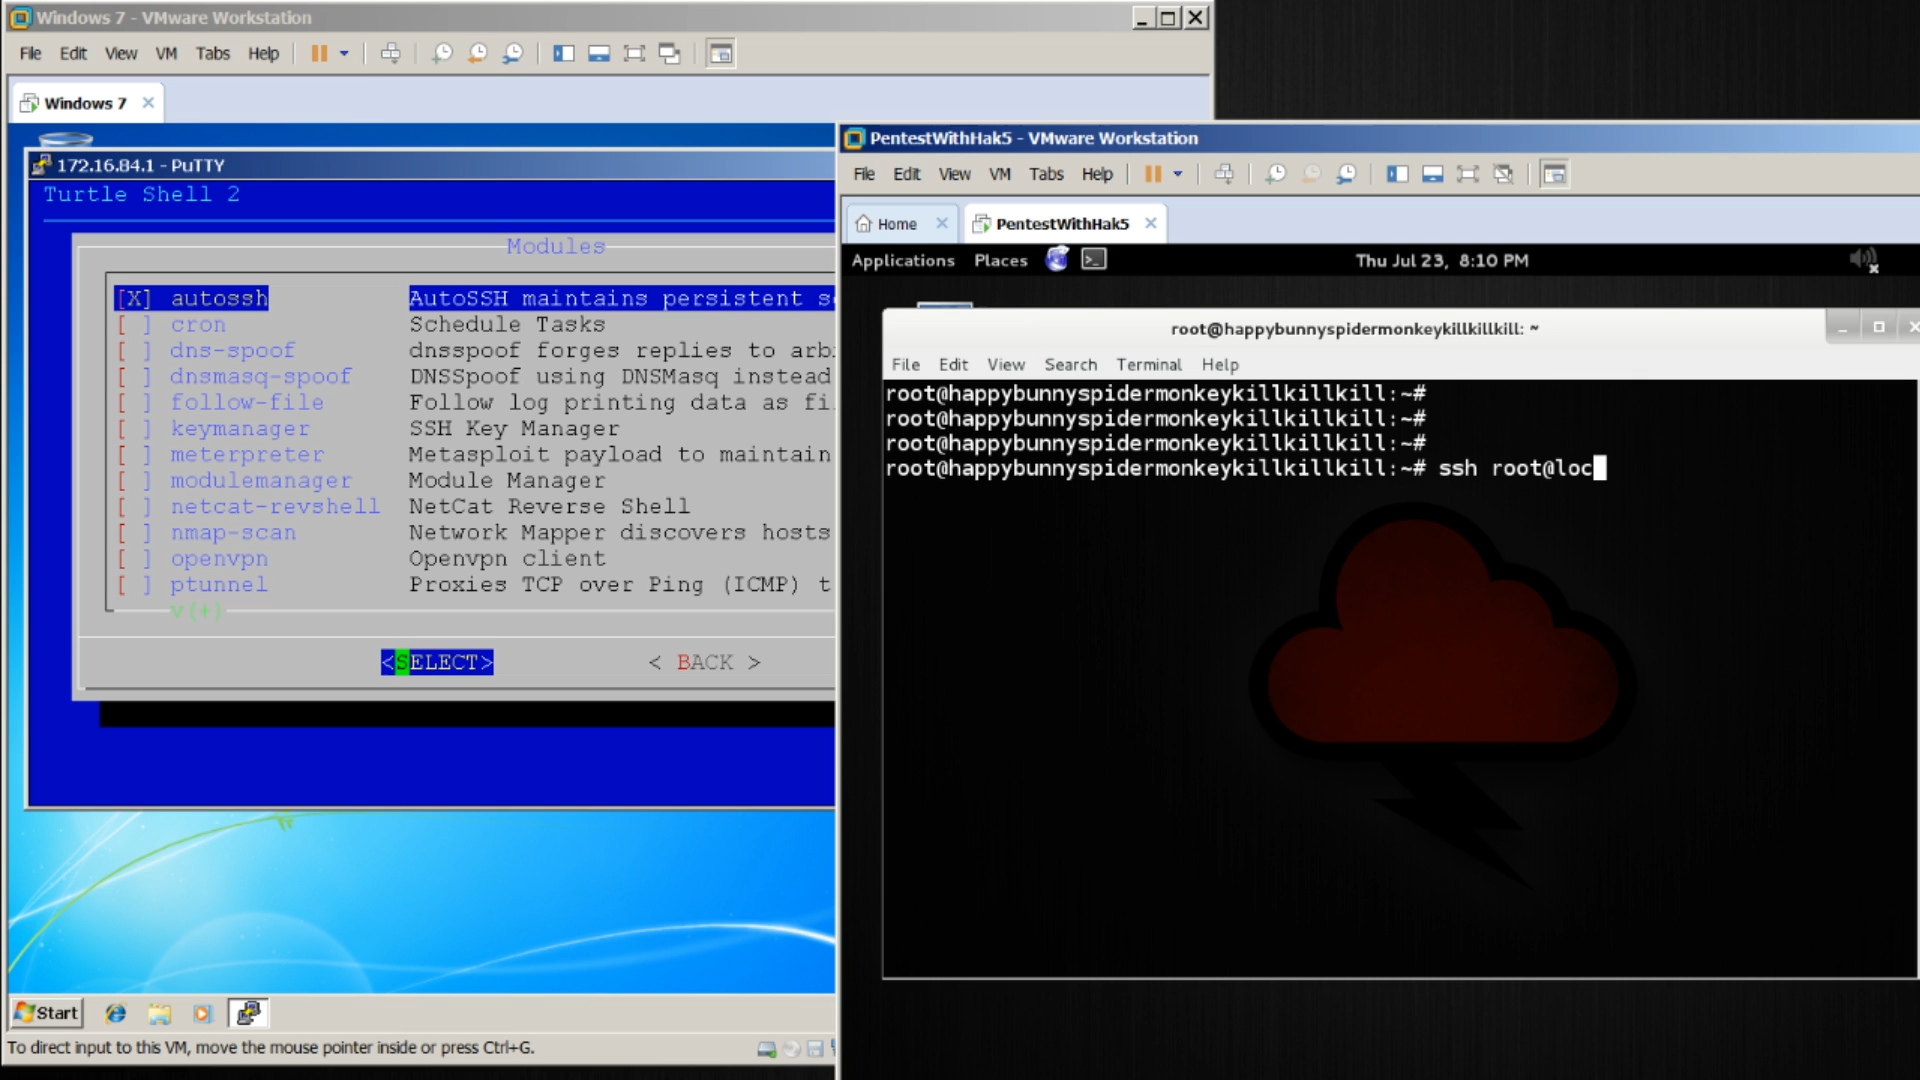 Windows 7 - VMware Workstation
File Edit View VM Tabs Help
Windows 7
172.16.84.1 - PuTTY
Turtle Shell 2
Modules
[X] autossh AutoSSH maintains persistent s
[ ] cron Schedule Tasks
[ ] dns-spoof dnsspoof forges replies to arb
[ ] dnsmasq-spoof DNSSpoof using DNSMasq instead
[ ] follow-file Follow log printing data as fi
[ ] keymanager SSH Key Manager
[ ] meterpreter Metasploit payload to maintain
[ ] modulemanager Module Manager
[ ] netcat-revshell NetCat Reverse Shell
[ ] nmap-scan Network Mapper discovers hosts
[ ] openvpn Openvpn client
[ ] ptunnel Proxies TCP over Ping (ICMP) t
v(+)
<SELECT> < BACK >
Start
To direct input to this VM, move the mouse pointer inside or press Ctrl+G.
PentestWithHak5 - VMware Workstation
File Edit View VM Tabs Help
Home PentestWithHak5
Applications Places Thu Jul 23, 8:10 PM
root@happybunnyspidermonkeykillkillkill: ~
File Edit View Search Terminal Help
root@happybunnyspidermonkeykillkillkill:~#
root@happybunnyspidermonkeykillkillkill:~#
root@happybunnyspidermonkeykillkillkill:~#
root@happybunnyspidermonkeykillkillkill:~# ssh root@loc